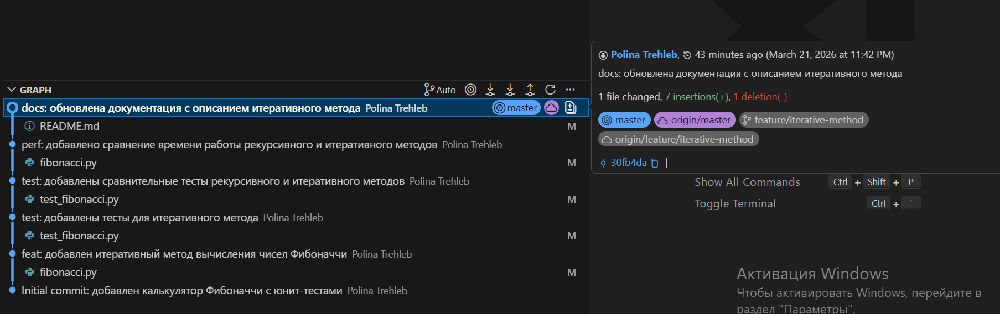 GRAPH
Auto
docs: обновлена документация с описанием итеративного метода Polina Trehleb master
README.md M
perf: добавлено сравнение времени работы рекурсивного и итеративного методов Polina Trehleb
fibonacci.py M
test: добавлены сравнительные тесты рекурсивного и итеративного методов Polina Trehleb
test_fibonacci.py M
test: добавлены тесты для итеративного метода Polina Trehleb
test_fibonacci.py M
feat: добавлен итеративный метод вычисления чисел Фибоначчи Polina Trehleb
fibonacci.py M
Initial commit: добавлен калькулятор Фибоначчи с юнит-тестами Polina Trehleb
Polina Trehleb, 43 minutes ago (March 21, 2026 at 11:42 PM)
docs: обновлена документация с описанием итеративного метода
1 file changed, 7 insertions(+), 1 deletion(-)
master origin/master feature/iterative-method
origin/feature/iterative-method
30fb4da |
Show All Commands Ctrl + Shift + P
Toggle Terminal Ctrl + `
Активация Windows
Чтобы активировать Windows, перейдите в
раздел "Параметры".